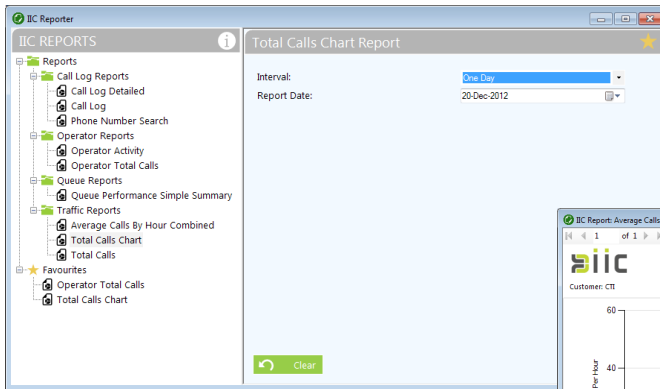 IIC Reporter
IIC REPORTS
Reports
Call Log Reports
Call Log Detailed
Call Log
Phone Number Search
Operator Reports
Operator Activity
Operator Total Calls
Queue Reports
Queue Performance Simple Summary
Traffic Reports
Average Calls By Hour Combined
Total Calls Chart
Total Calls
Favourites
Operator Total Calls
Total Calls Chart
Total Calls Chart Report
Interval: One Day
Report Date: 20-Dec-2012
Clear
IIC Report: Average Calls
1 of 1
iic
Customer: CTI
60
40
Per Hour